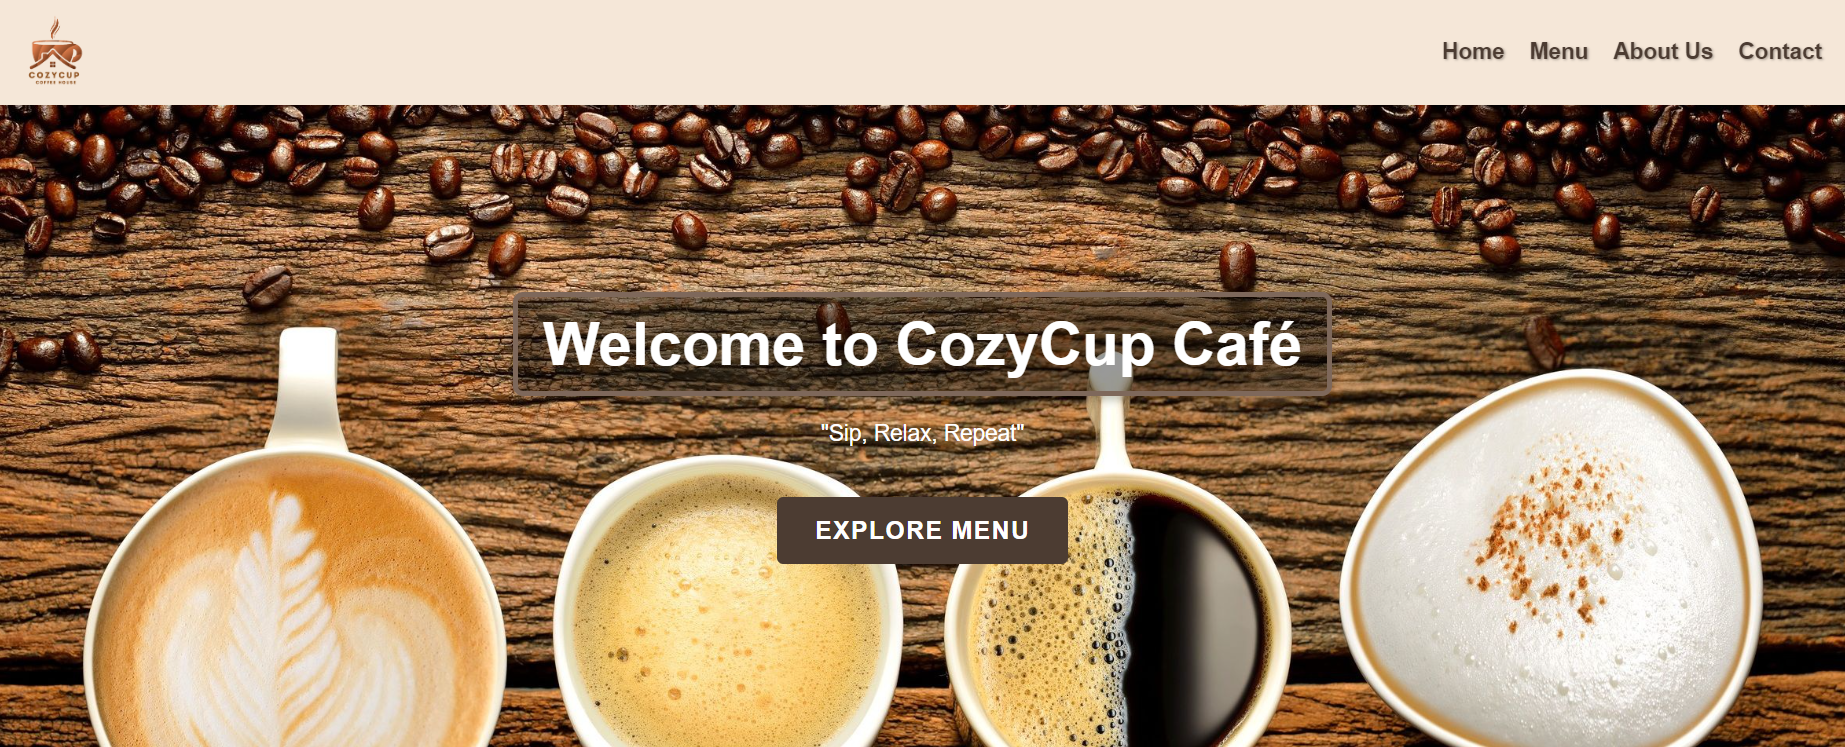 COZYCUP
COFFEE HOUSE
Home Menu About Us Contact
Welcome to CozyCup Café
"Sip, Relax, Repeat"
EXPLORE MENU